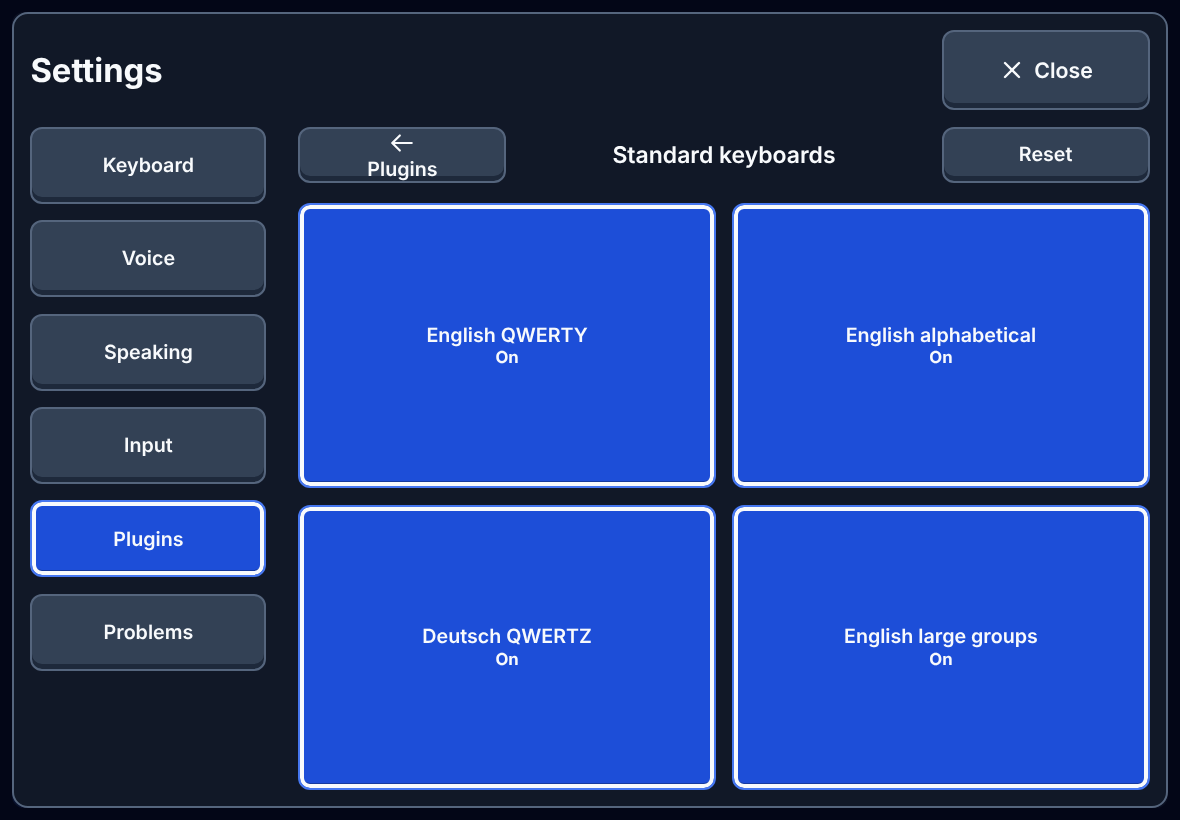 Settings
Close
Keyboard
Voice
Speaking
Input
Plugins
Problems
Plugins
Standard keyboards
Reset
English QWERTY
On
English alphabetical
On
Deutsch QWERTZ
On
English large groups
On